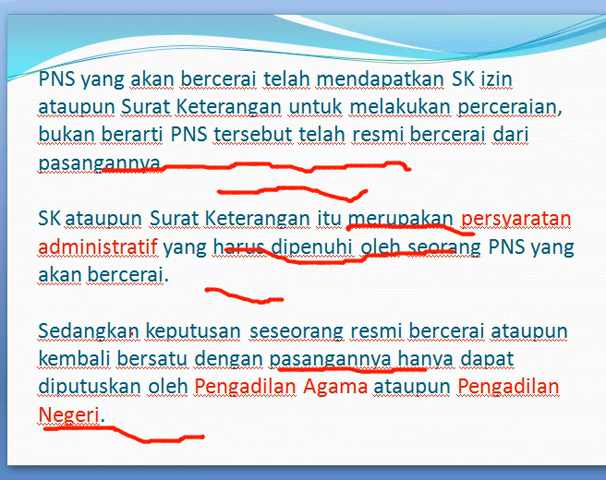 PNS yang akan bercerai telah mendapatkan SK izin
ataupun Surat Keterangan untuk melakukan perceraian,
bukan berarti PNS tersebut telah resmi bercerai dari
pasangannya
SK ataupun Surat Keterangan itu merupakan persyaratan
administratif yang harus dipenuhi oleh seorang PNS yang
akan bercerai.
Sedangkan keputusan seseorang resmi bercerai ataupun
kembali bersatu dengan pasangannya hanya dapat
diputuskan oleh Pengadilan Agama ataupun Pengadilan
Negeri.